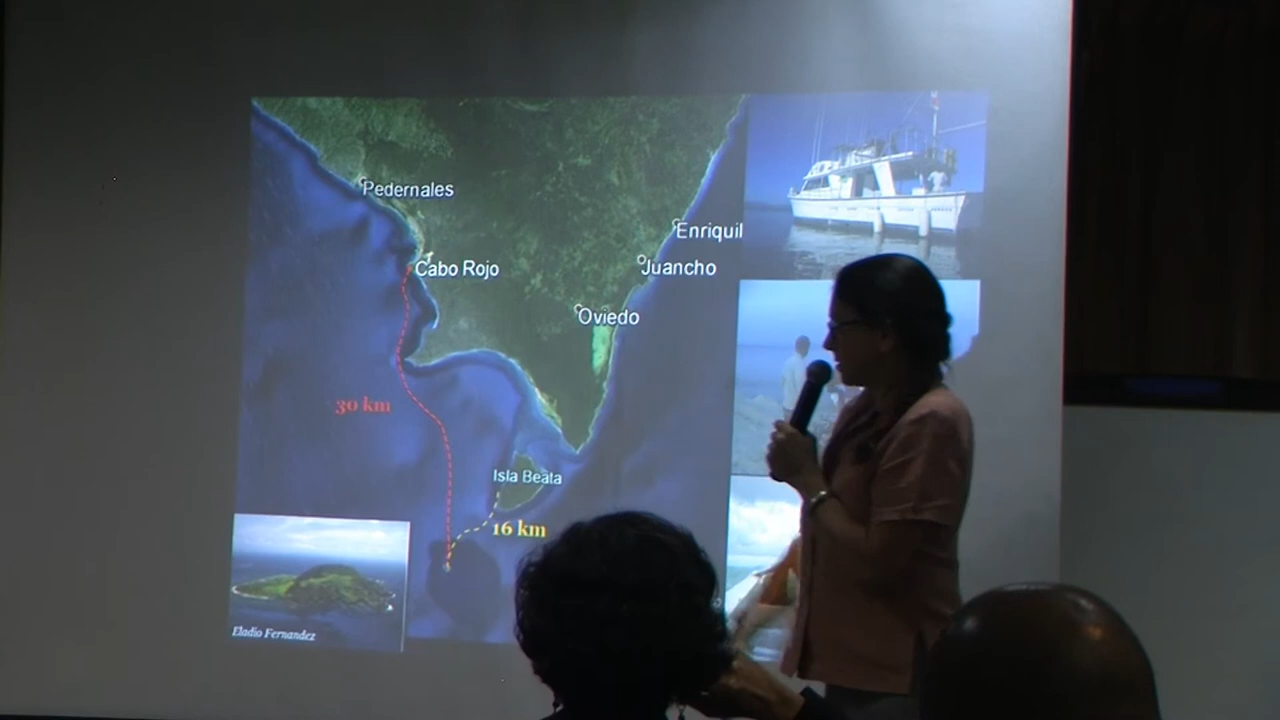 Pedernales
Enriquil
Cabo Rojo
Juancho
Oviedo
30 km
Isla Beata
16 km
Eladio Fernandez